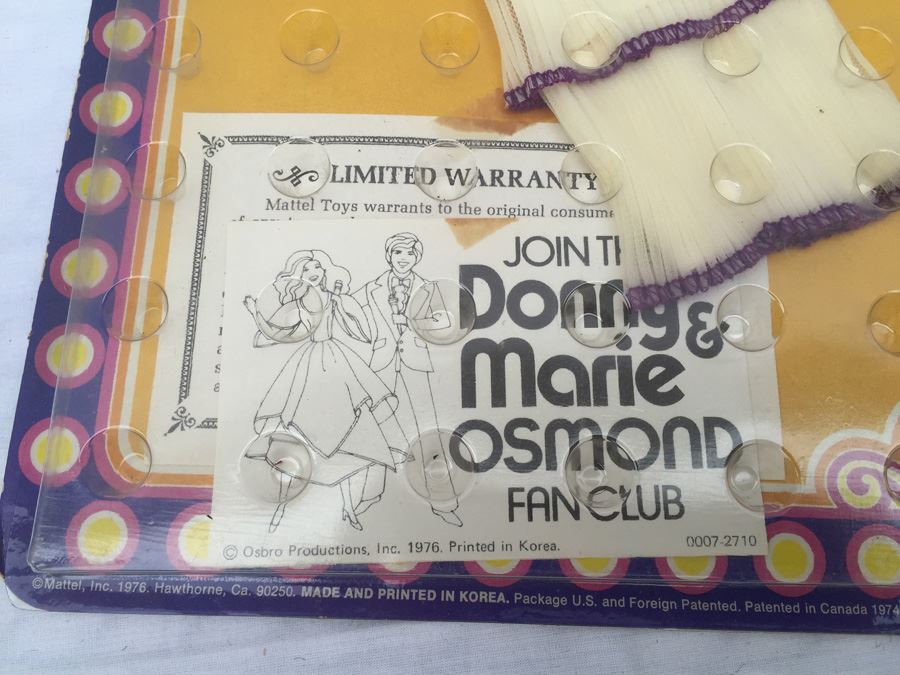 LIMITED WARRANTY
Mattel Toys warrants to the original
JOIN
Donny &
Marie
OSMOND
FAN CLUB
© Osbro Productions, Inc. 1976. Printed in Korea.
0007-2710
©Mattel, Inc. 1976. Hawthorne, Ca. 90250. MADE AND PRINTED IN KOREA. Package U.S. and Foreign Patented. Patented in Canada 1974